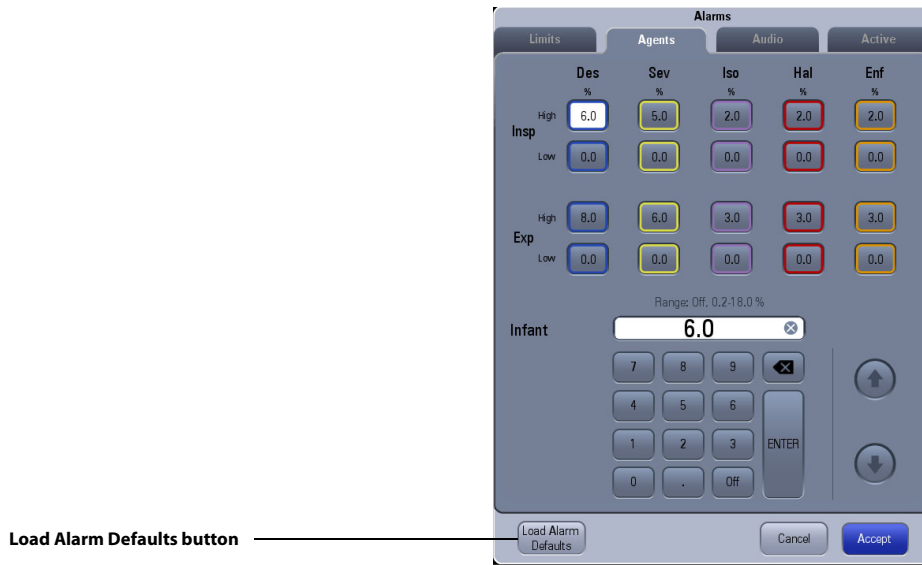 Alarms
Limits Agents Audio Active
Des Sev Iso Hal Enf
% % % % %
Insp
High 6.0 5.0 2.0 2.0 2.0
Low 0.0 0.0 0.0 0.0 0.0
Exp
High 8.0 6.0 3.0 3.0 3.0
Low 0.0 0.0 0.0 0.0 0.0
Range: Off, 0.2-18.0 %
Infant 6.0
7 8 9
4 5 6
1 2 3 ENTER
0 . Off
Load Alarm Defaults button
Load Alarm
Defaults
Cancel Accept